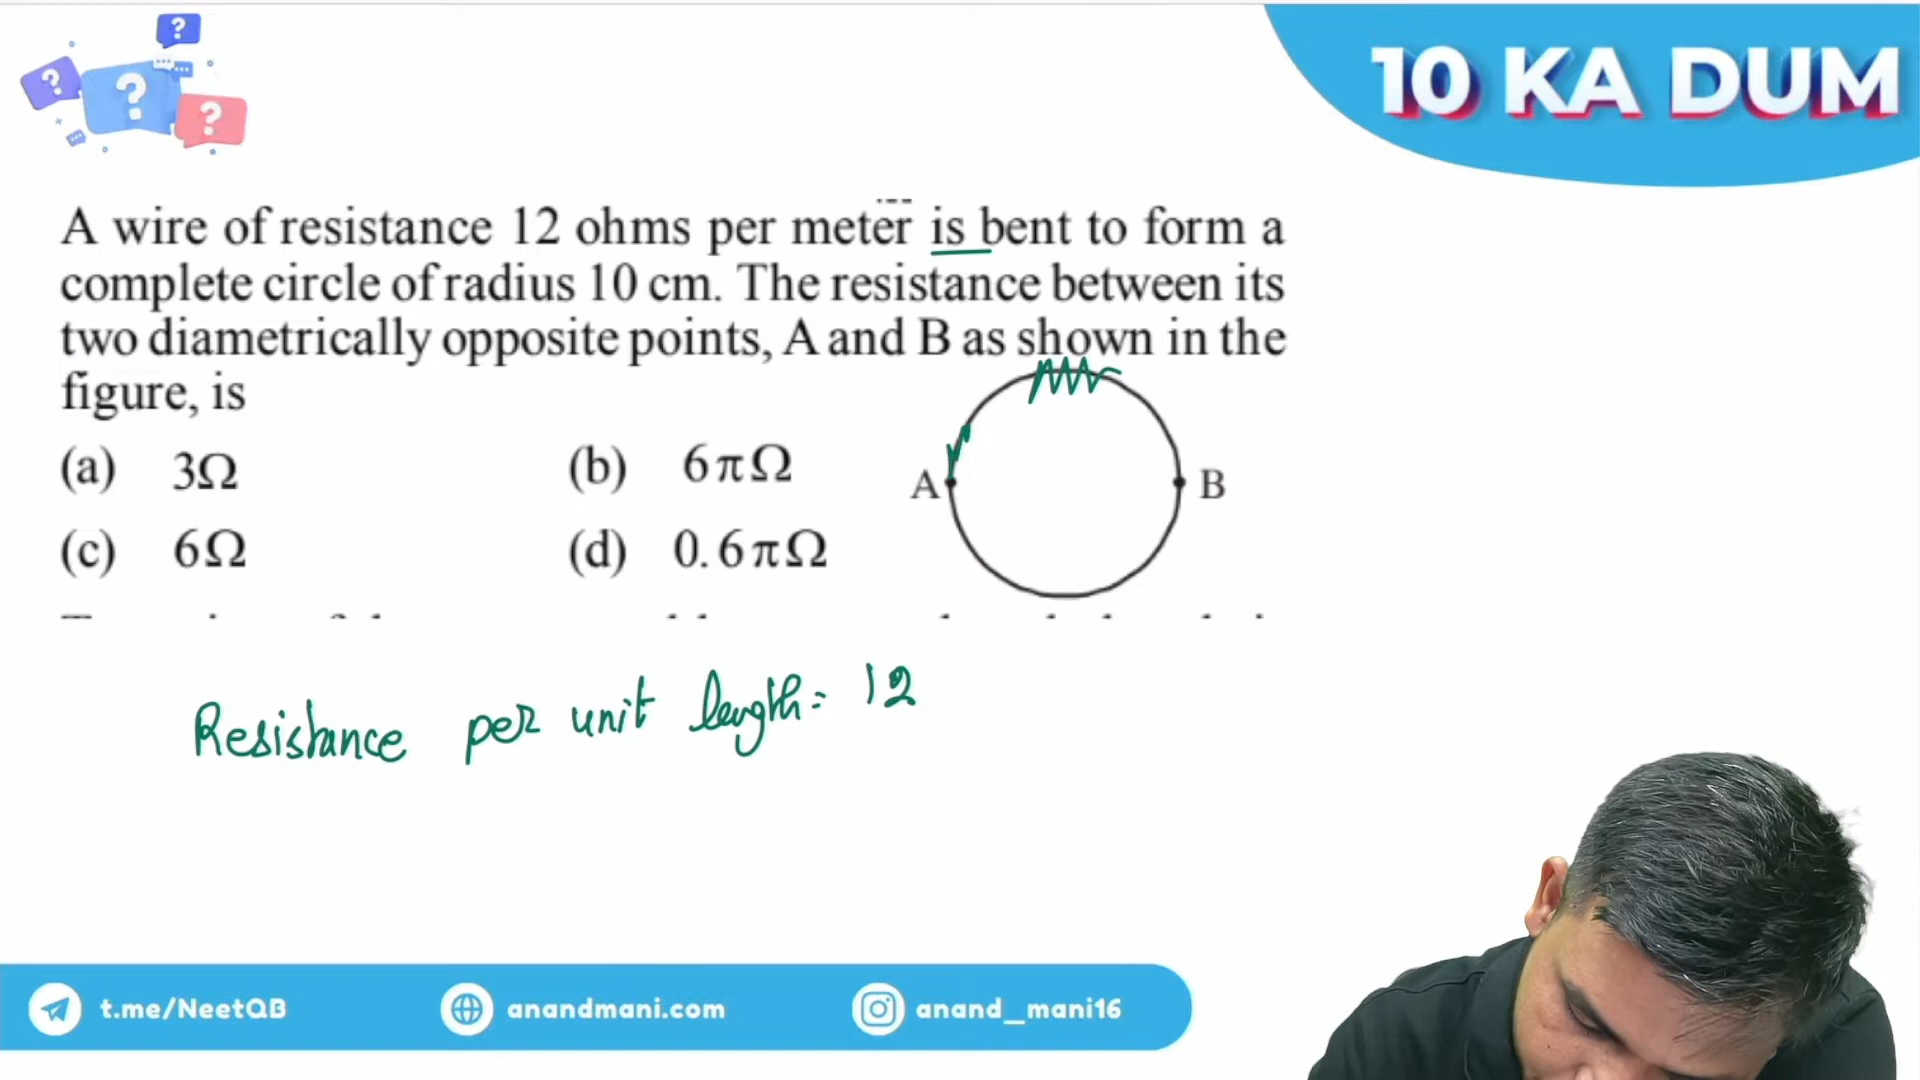 ? ? ?
10 KA DUM
A wire of resistance 12 ohms per meter is bent to form a
complete circle of radius 10 cm. The resistance between its
two diametrically opposite points, A and B as shown in the
figure, is
(a) 3Ω (b) 6πΩ
(c) 6Ω (d) 0.6πΩ
A B
Resistance per unit length = 12
t.me/NeetQB anandmani.com anand_mani16